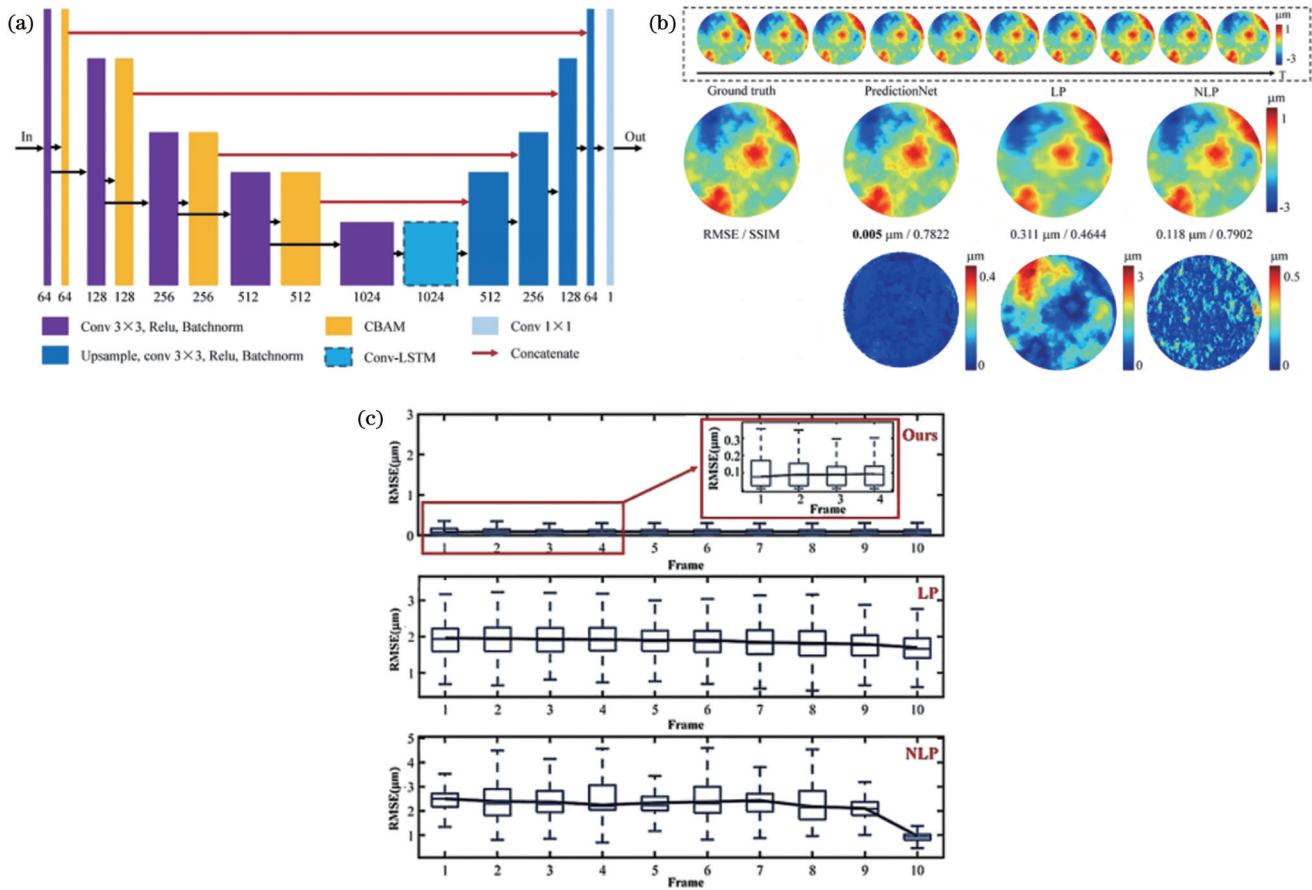 (a)
In
Out
64 64 128 128 256 256 512 512 1024 1024 512 256 128 64 1
Conv 3×3, Relu, Batchnorm
CBAM
Conv 1×1
Upsample, conv 3×3, Relu, Batchnorm
Conv-LSTM
Concatenate
(b)
μm
1
-3
T
Ground truth PredictionNet LP NLP
μm
1
-3
RMSE / SSIM 0.005 μm / 0.7822 0.311 μm / 0.4644 0.118 μm / 0.7902
μm μm μm
0.4 3 0.5
0 0 0
(c)
Ours
RMSE(μm)
3
2
1
0
1 2 3 4 5 6 7 8 9 10
Frame
RMSE(μm)
0.3
0.2
0.1
1 2 3 4
Frame
LP
RMSE(μm)
3
2
1
1 2 3 4 5 6 7 8 9 10
Frame
NLP
RMSE(μm)
5
4
3
2
1
1 2 3 4 5 6 7 8 9 10
Frame